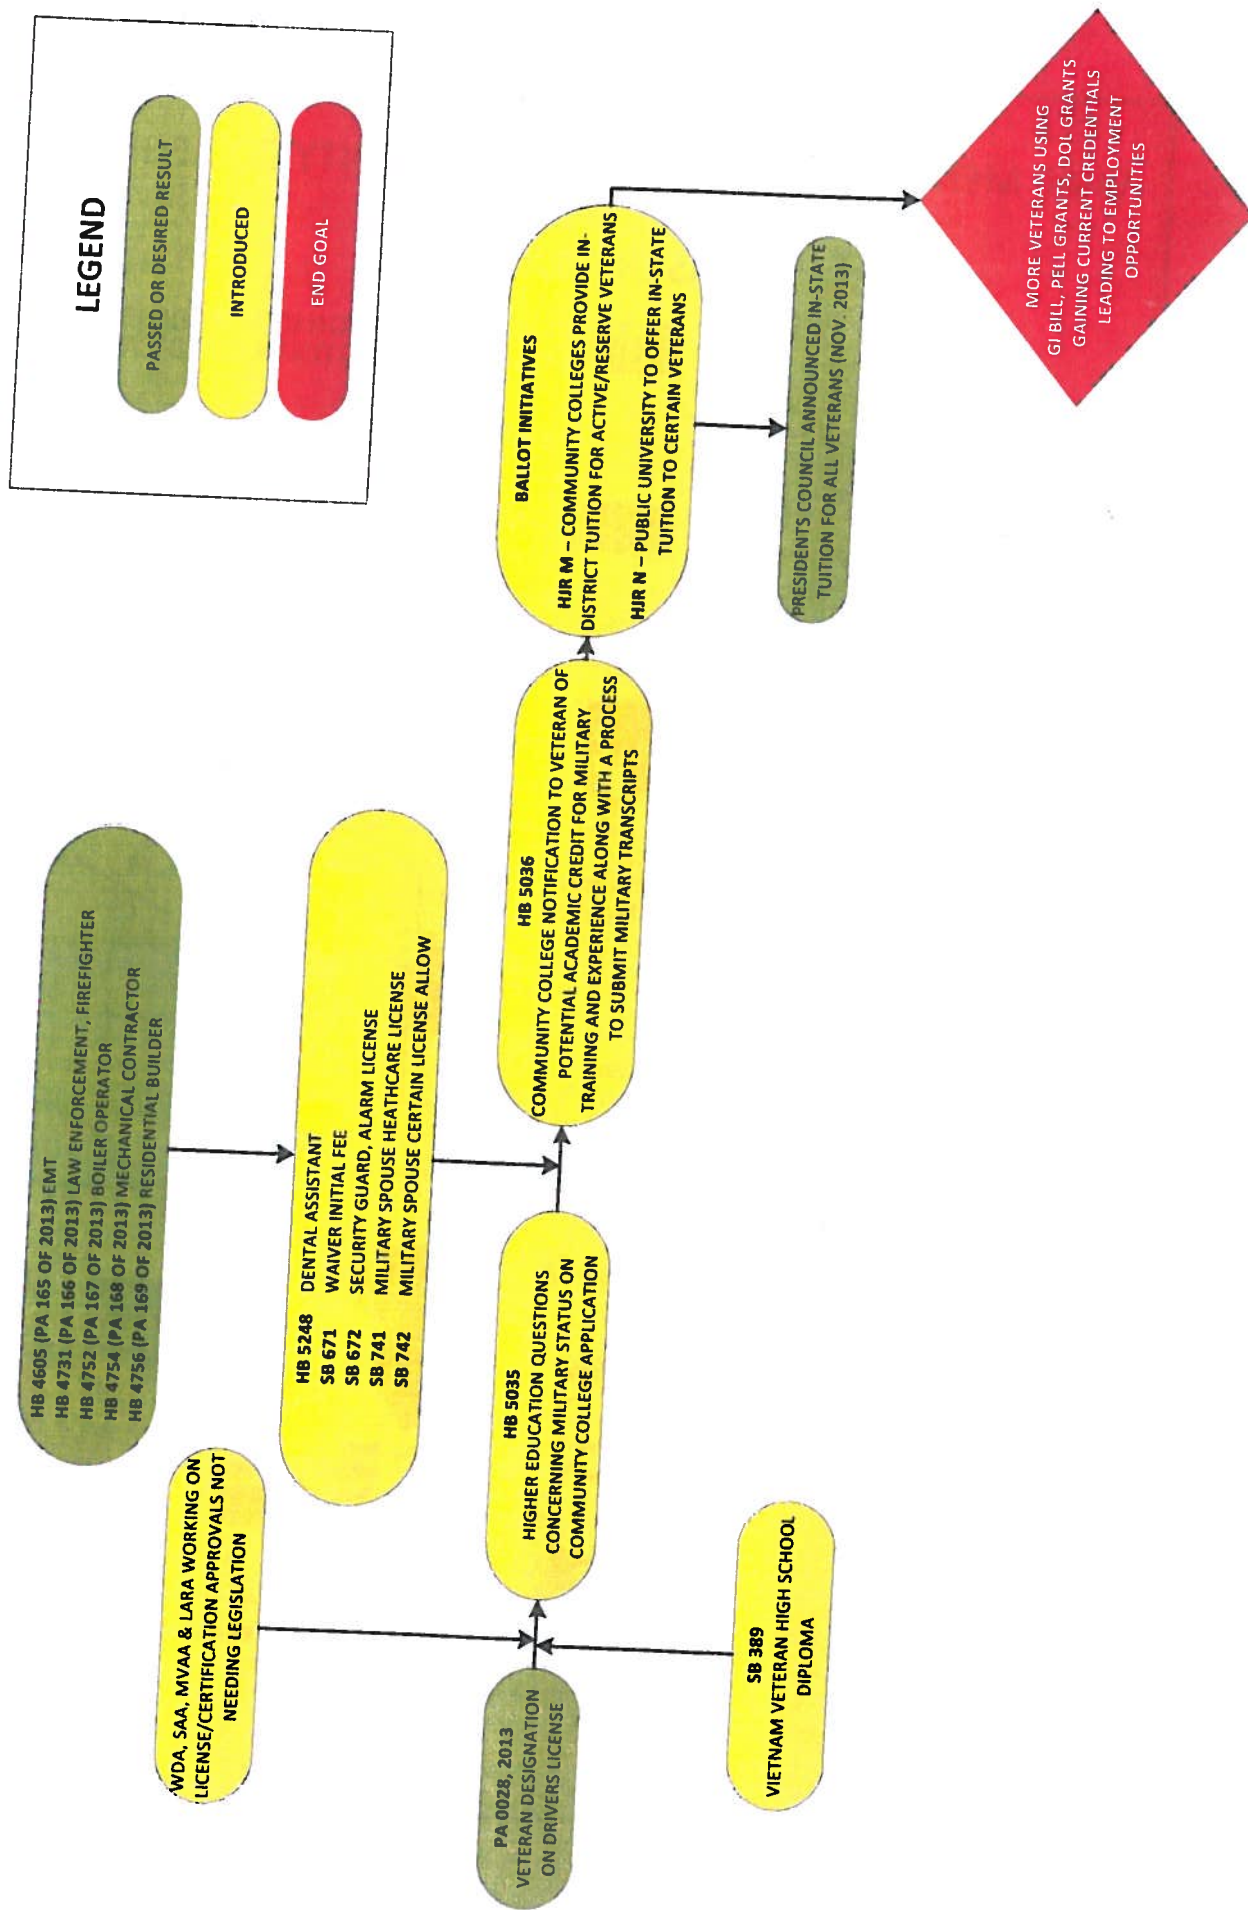 LEGEND
PASSED OR DESIRED RESULT
INTRODUCED
END GOAL
HB 4605 (PA 165 OF 2013) EMT
HB 4731 (PA 166 OF 2013) LAW ENFORCEMENT, FIREFIGHTER
HB 4752 (PA 167 OF 2013) BOILER OPERATOR
HB 4754 (PA 168 OF 2013) MECHANICAL CONTRACTOR
HB 4756 (PA 169 OF 2013) RESIDENTIAL BUILDER
WDA, SAA, MVAA & LARA WORKING ON
LICENSE/CERTIFICATION APPROVALS NOT
NEEDING LEGISLATION
HB 5248 DENTAL ASSISTANT
SB 671 WAIVER INITIAL FEE
SB 672 SECURITY GUARD, ALARM LICENSE
SB 741 MILITARY SPOUSE HEATHCARE LICENSE
SB 742 MILITARY SPOUSE CERTAIN LICENSE ALLOW
PA 0028, 2013
VETERAN DESIGNATION
ON DRIVERS LICENSE
HB 5035
HIGHER EDUCATION QUESTIONS
CONCERNING MILITARY STATUS ON
COMMUNITY COLLEGE APPLICATION
HB 5036
COMMUNITY COLLEGE NOTIFICATION TO VETERAN OF
POTENTIAL ACADEMIC CREDIT FOR MILITARY
TRAINING AND EXPERIENCE ALONG WITH A PROCESS
TO SUBMIT MILITARY TRANSCRIPTS
BALLOT INITIATIVES
HJR M – COMMUNITY COLLEGES PROVIDE IN-
DISTRICT TUITION FOR ACTIVE/RESERVE VETERANS
HJR N – PUBLIC UNIVERSITY TO OFFER IN-STATE
TUITION TO CERTAIN VETERANS
SB 389
VIETNAM VETERAN HIGH SCHOOL
DIPLOMA
PRESIDENTS COUNCIL ANNOUNCED IN-STATE
TUITION FOR ALL VETERANS (NOV. 2013)
MORE VETERANS USING
GI BILL, PELL GRANTS, DOL GRANTS
GAINING CURRENT CREDENTIALS
LEADING TO EMPLOYMENT
OPPORTUNITIES